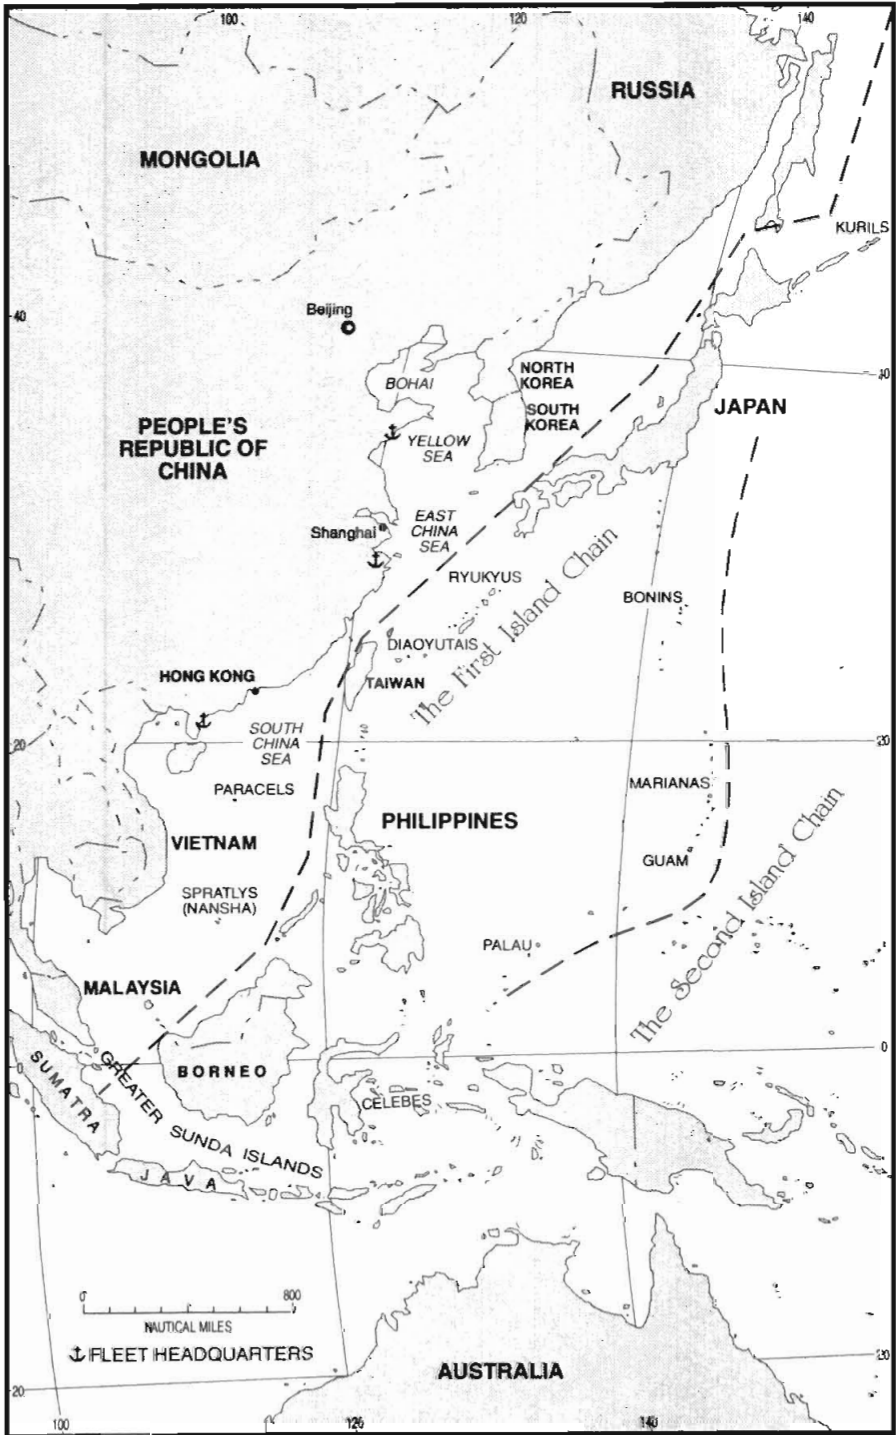 100
120
140
RUSSIA
MONGOLIA
KURILS
40
Beijing
BOHAI
NORTH
KOREA
SOUTH
KOREA
40
JAPAN
PEOPLE'S
REPUBLIC OF
CHINA
YELLOW
SEA
EAST
CHINA
SEA
Shanghai
RYUKYUS
BONINS
The First Island Chain
DIAOYUTAIS
HONG KONG
TAIWAN
SOUTH
CHINA
SEA
20
20
PARACELS
MARIANAS
PHILIPPINES
VIETNAM
GUAM
SPRATLYS
(NANSHA)
PALAU
The Second Island Chain
MALAYSIA
0
0
BORNEO
SUMATRA
GREATER SUNDA ISLANDS
CELEBES
JAVA
0
800
NAUTICAL MILES
FLEET HEADQUARTERS
20
20
AUSTRALIA
100
120
140